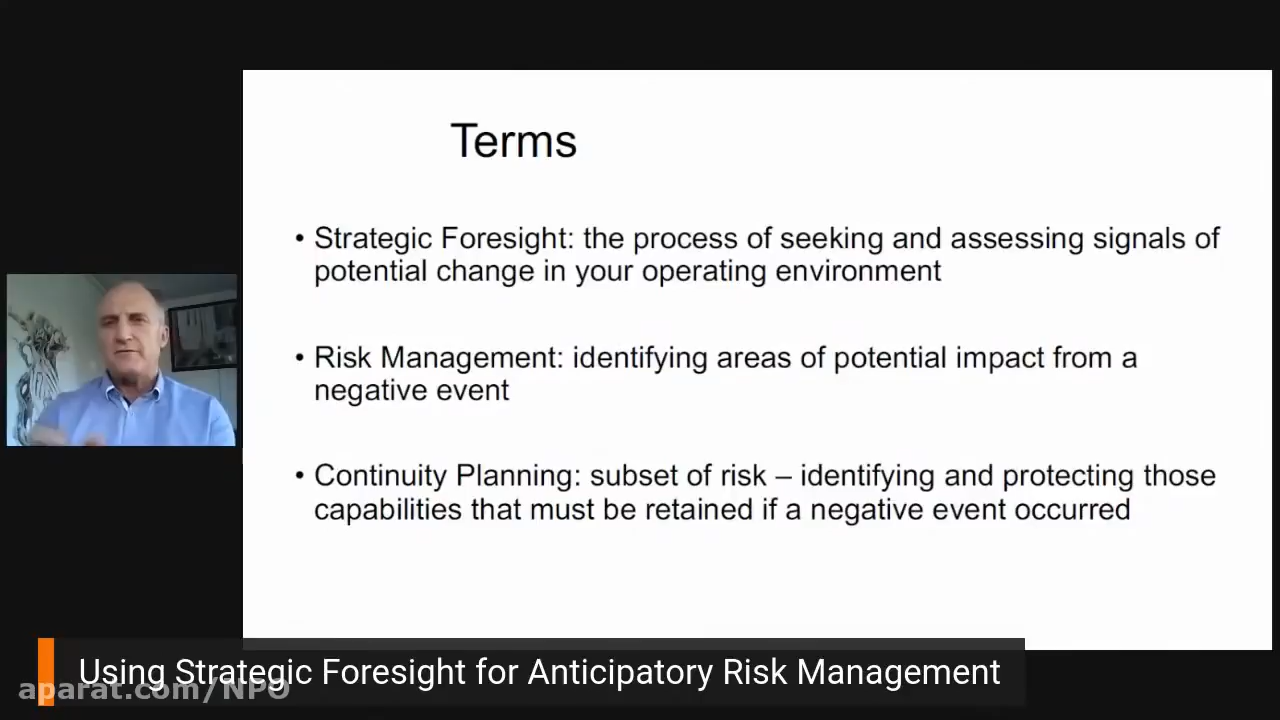 Terms
• Strategic Foresight: the process of seeking and assessing signals of
potential change in your operating environment
• Risk Management: identifying areas of potential impact from a
negative event
• Continuity Planning: subset of risk – identifying and protecting those
capabilities that must be retained if a negative event occurred
Using Strategic Foresight for Anticipatory Risk Management
aparat.com/NPO